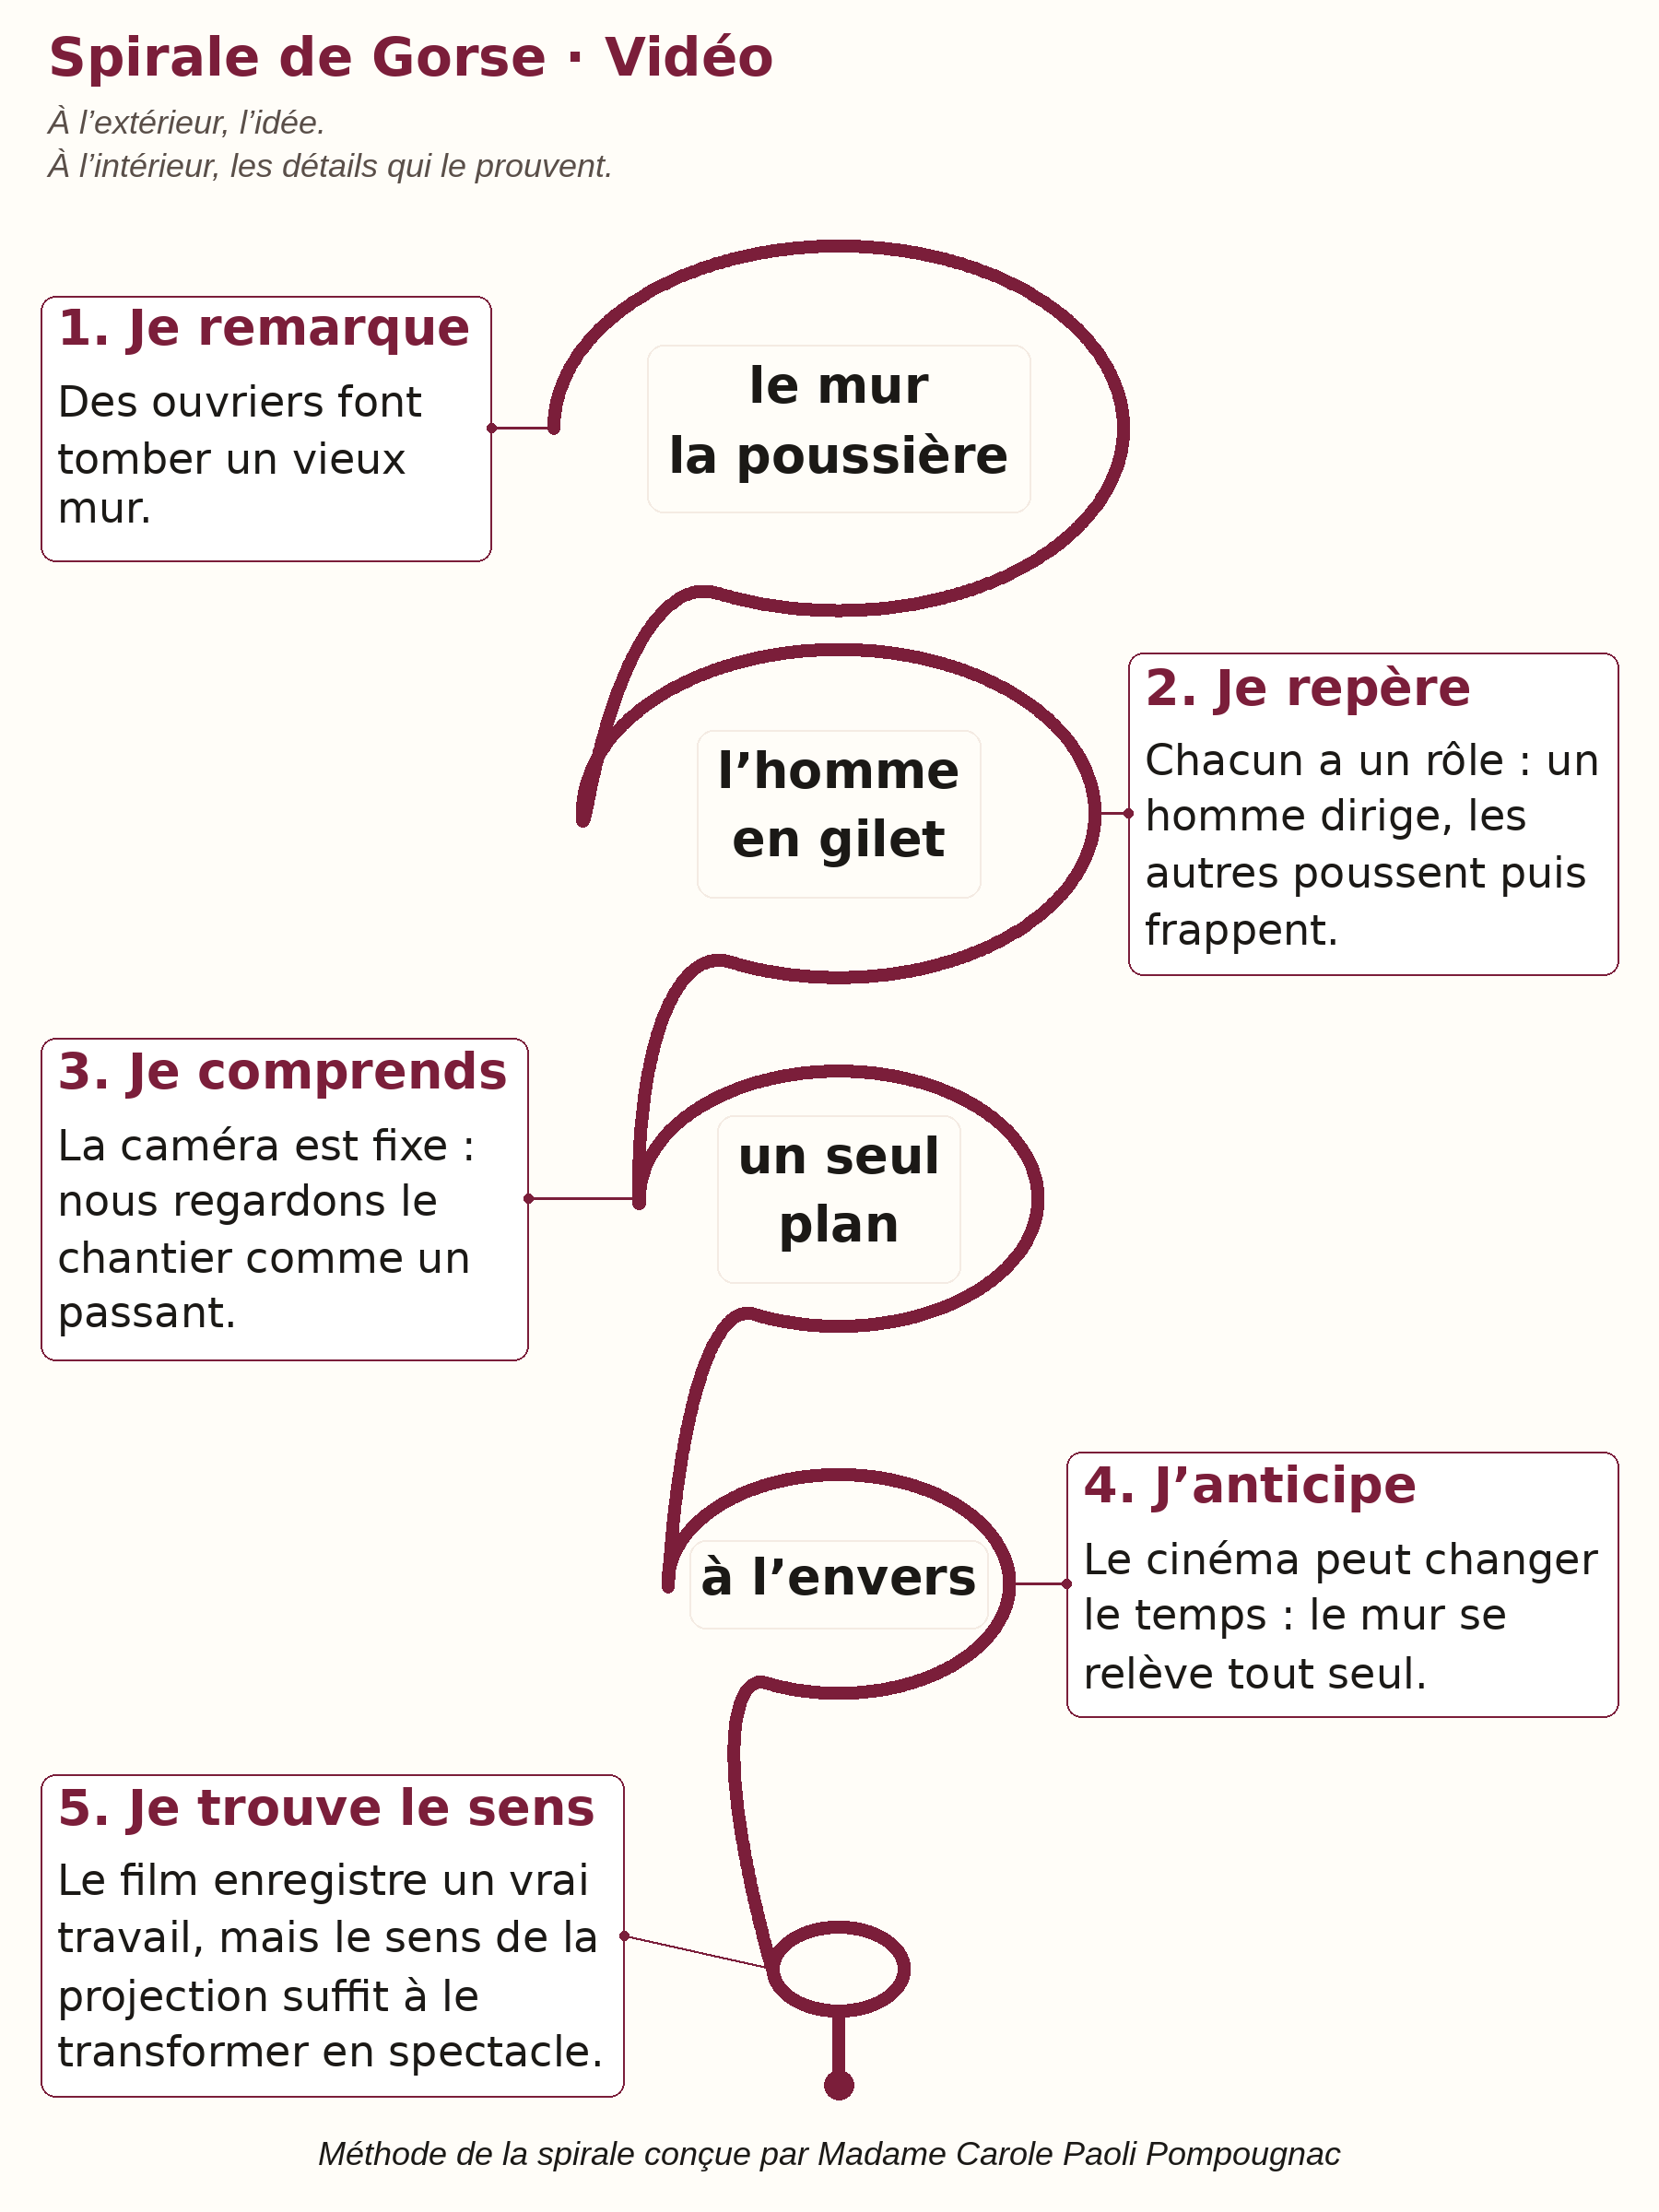 Spirale de Gorse · Vidéo
À l’extérieur, l’idée.
À l’intérieur, les détails qui le prouvent.
1. Je remarque
Des ouvriers font
tomber un vieux
mur.
le mur
la poussière
2. Je repère
Chacun a un rôle : un
homme dirige, les
autres poussent puis
frappent.
l’homme
en gilet
3. Je comprends
La caméra est fixe :
nous regardons le
chantier comme un
passant.
un seul
plan
4. J’anticipe
Le cinéma peut changer
le temps : le mur se
relève tout seul.
à l’envers
5. Je trouve le sens
Le film enregistre un vrai
travail, mais le sens de la
projection suffit à le
transformer en spectacle.
Méthode de la spirale conçue par Madame Carole Paoli Pompougnac